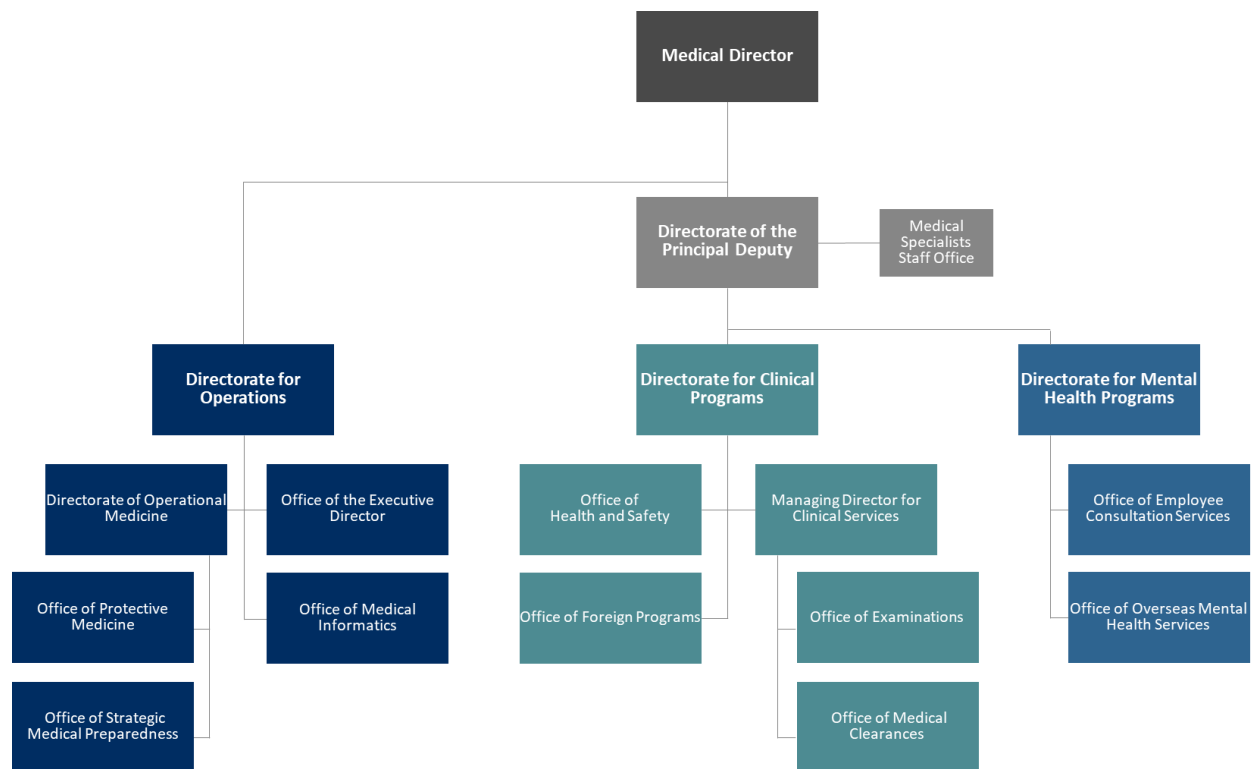 Medical Director
Directorate of the
Principal Deputy
Medical
Specialists
Staff Office
Directorate for
Operations
Directorate for Clinical
Programs
Directorate for Mental
Health Programs
Directorate of Operational
Medicine
Office of the Executive
Director
Office of
Health and Safety
Managing Director for
Clinical Services
Office of Employee
Consultation Services
Office of Protective
Medicine
Office of Medical
Informatics
Office of Foreign Programs
Office of Examinations
Office of Overseas Mental
Health Services
Office of Strategic
Medical Preparedness
Office of Medical
Clearances